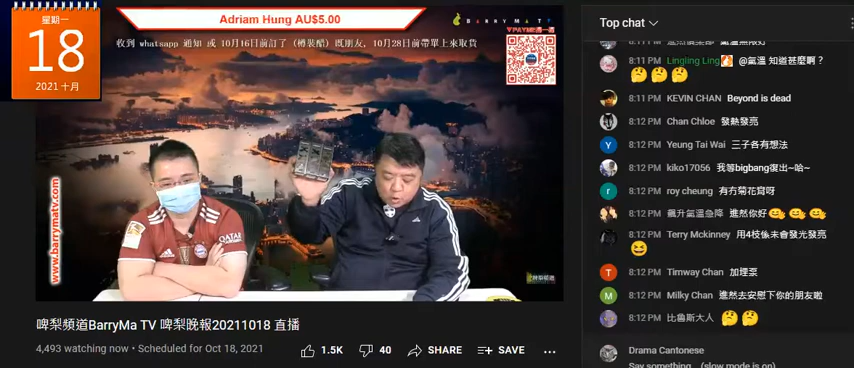 星期一
18
2021 十月
Adriam Hung AU$5.00
BARRYMATV
收到 whatsapp 通知 或 10月16日前訂了 (樽裝醋) 既朋友, 10月28日前帶單上來取貨
www.barrymatv.com
QATAR
啤梨頻道BarryMa TV 啤梨晚報20211018 直播
4,493 watching now • Scheduled for Oct 18, 2021
1.5K
40
SHARE
SAVE
Top chat
8:11 PM Lingling Ling @氣溫 知道甚麼啊？
8:11 PM KEVIN CHAN Beyond is dead
8:12 PM Chan Chloe 發熱發亮
8:12 PM Yeung Tai Wai 三子各有想法
8:12 PM kiko17056 我等bigbang復出~哈~
8:12 PM roy cheung 有冇菊花窩呀
8:12 PM 飆升氣溫急降 進然你好
8:12 PM Terry Mckinney 用4枝係未會發光發亮
8:12 PM Timway Chan 加埋泵
8:12 PM Milky Chan 進然去安慰下你的朋友啦
8:12 PM 比魯斯大人
Drama Cantonese
Say something... (slow mode is on)